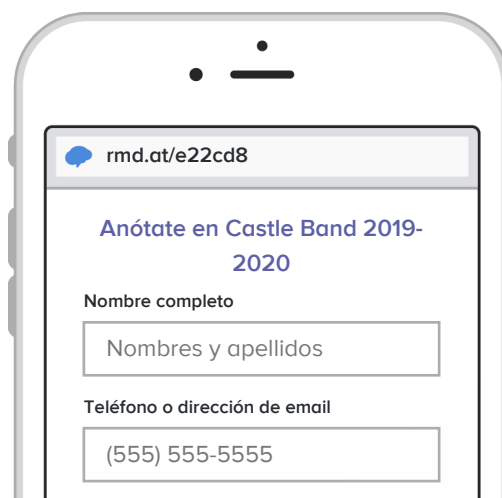 rmd.at/e22cd8
Anótate en Castle Band 2019-
2020
Nombre completo
Nombres y apellidos
Teléfono o dirección de email
(555) 555-5555